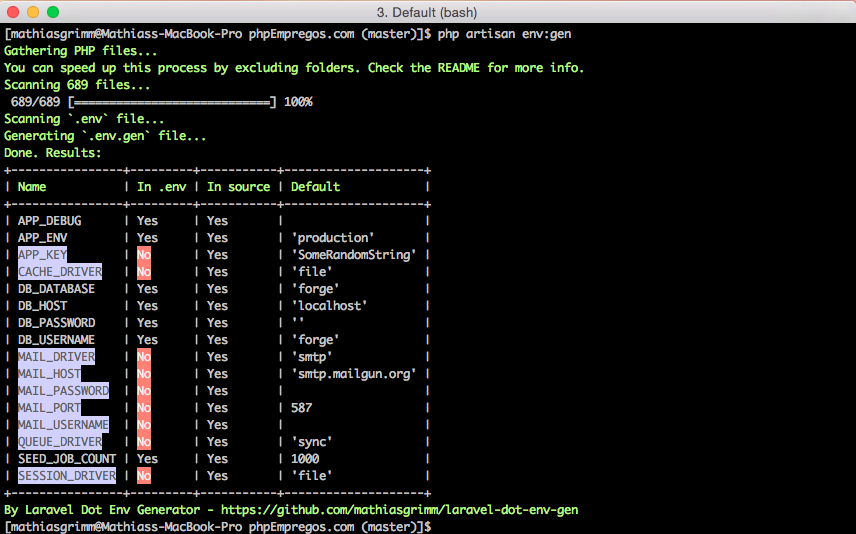 3. Default (bash)
[mathiasgrimm@Mathiass-MacBook-Pro phpEmpregos.com (master)]$ php artisan env:gen
Gathering PHP files...
You can speed up this process by excluding folders. Check the README for more info.
Scanning 689 files...
 689/689 [============================] 100%
Scanning `.env` file...
Generating `.env.gen` file...
Done. Results:
+----------------+---------+-----------+--------------------+
| Name           | In .env | In source | Default            |
+----------------+---------+-----------+--------------------+
| APP_DEBUG      | Yes     | Yes       |                    |
| APP_ENV        | Yes     | Yes       | 'production'       |
| APP_KEY        | No      | Yes       | 'SomeRandomString' |
| CACHE_DRIVER   | No      | Yes       | 'file'             |
| DB_DATABASE    | Yes     | Yes       | 'forge'            |
| DB_HOST        | Yes     | Yes       | 'localhost'        |
| DB_PASSWORD    | Yes     | Yes       | ''                 |
| DB_USERNAME    | Yes     | Yes       | 'forge'            |
| MAIL_DRIVER    | No      | Yes       | 'smtp'             |
| MAIL_HOST      | No      | Yes       | 'smtp.mailgun.org' |
| MAIL_PASSWORD  | No      | Yes       |                    |
| MAIL_PORT      | No      | Yes       | 587                |
| MAIL_USERNAME  | No      | Yes       |                    |
| QUEUE_DRIVER   | No      | Yes       | 'sync'             |
| SEED_JOB_COUNT | Yes     | Yes       | 1000               |
| SESSION_DRIVER | No      | Yes       | 'file'             |
+----------------+---------+-----------+--------------------+
By Laravel Dot Env Generator - https://github.com/mathiasgrimm/laravel-dot-env-gen
[mathiasgrimm@Mathiass-MacBook-Pro phpEmpregos.com (master)]$